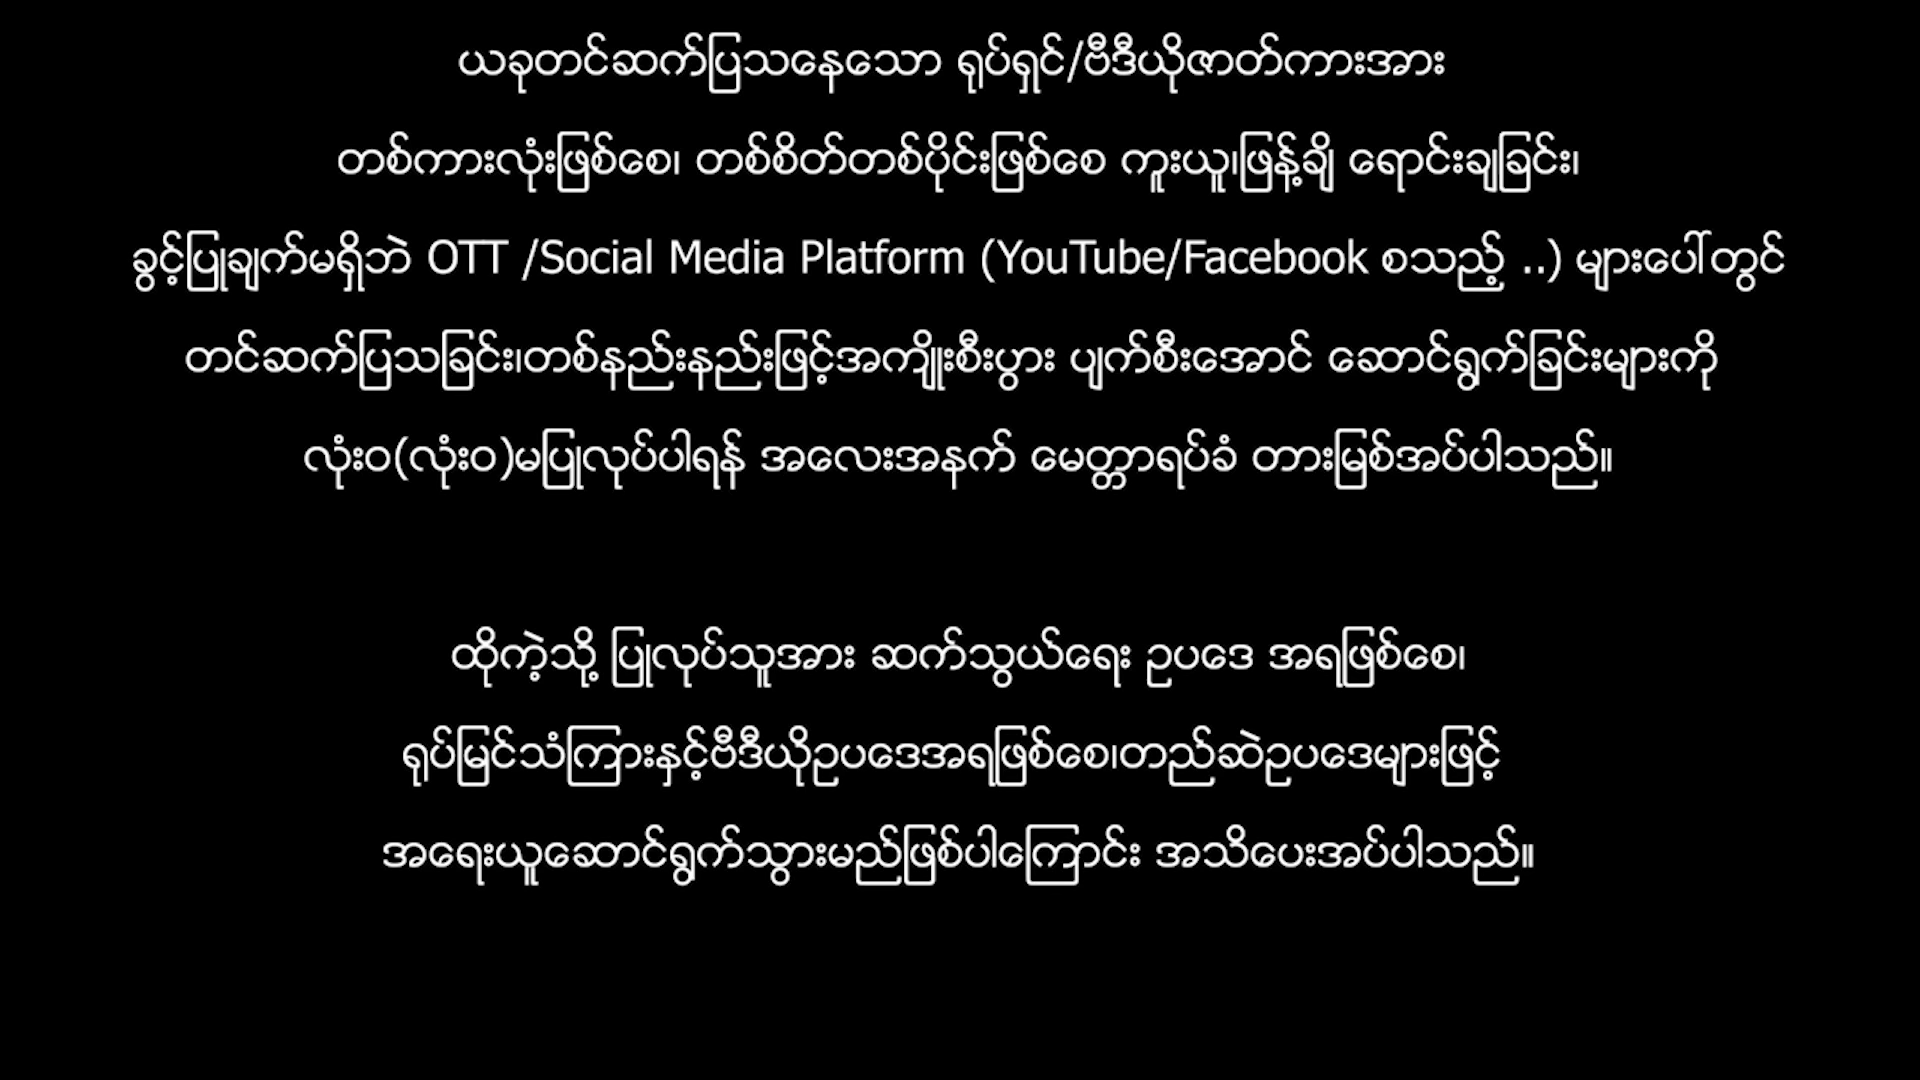 ယခုတင်ဆက်ပြသနေသော ရုပ်ရှင်/ဗီဒီယိုဇာတ်ကားအား
တစ်ကားလုံးဖြစ်စေ၊ တစ်စိတ်တစ်ပိုင်းဖြစ်စေ ကူးယူ၊ဖြန့်ချိ ရောင်းချခြင်း၊
ခွင့်ပြုချက်မရှိဘဲ OTT /Social Media Platform (YouTube/Facebook စသည့် ..) များပေါ်တွင်
တင်ဆက်ပြသခြင်း၊တစ်နည်းနည်းဖြင့်အကျိုးစီးပွား ပျက်စီးအောင် ဆောင်ရွက်ခြင်းများကို
လုံးဝ(လုံးဝ)မပြုလုပ်ပါရန် အလေးအနက် မေတ္တာရပ်ခံ တားမြစ်အပ်ပါသည်။
ထိုကဲ့သို့ ပြုလုပ်သူအား ဆက်သွယ်ရေး ဥပဒေ အရဖြစ်စေ၊
ရုပ်မြင်သံကြားနှင့်ဗီဒီယိုဥပဒေအရဖြစ်စေ၊တည်ဆဲဥပဒေများဖြင့်
အရေးယူဆောင်ရွက်သွားမည်ဖြစ်ပါကြောင်း အသိပေးအပ်ပါသည်။